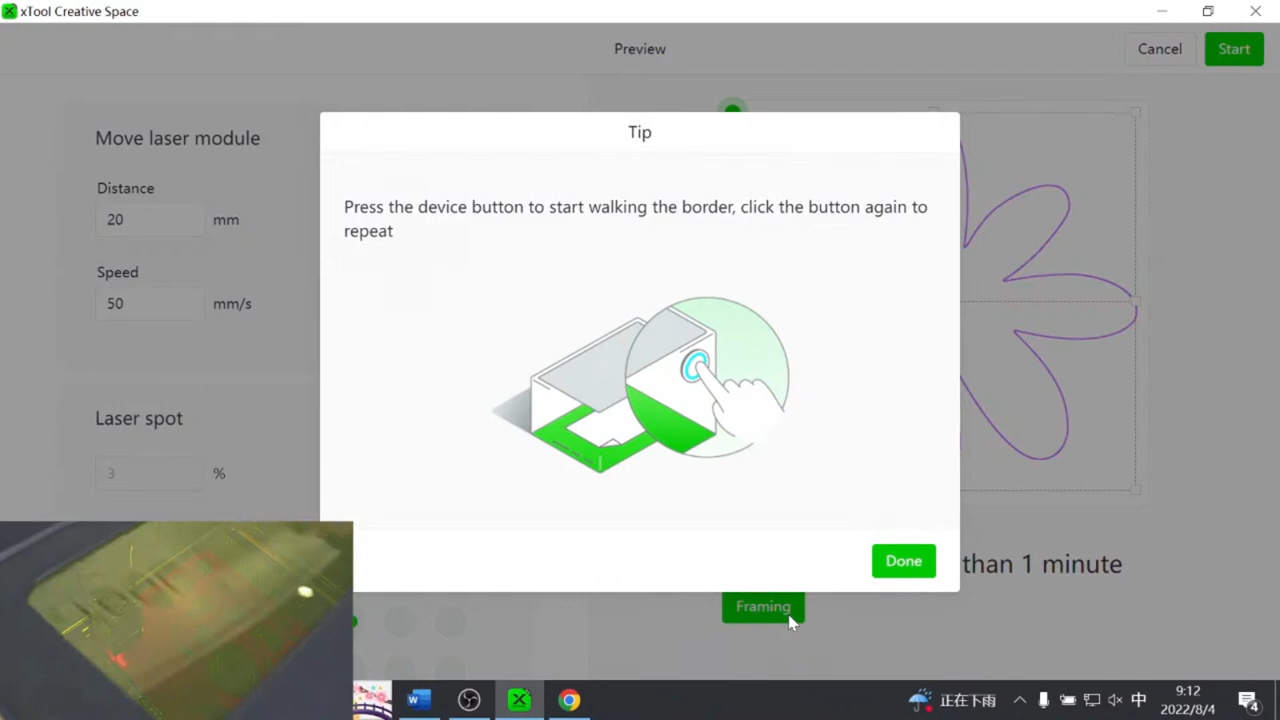 xTool Creative Space
Preview
Cancel
Start
Move laser module
Distance
20 mm
Speed
50 mm/s
Laser spot
3 %
Tip
Press the device button to start walking the border, click the button again to
repeat
Done
than 1 minute
Framing
正在下雨
中
9:12
2022/8/4
4